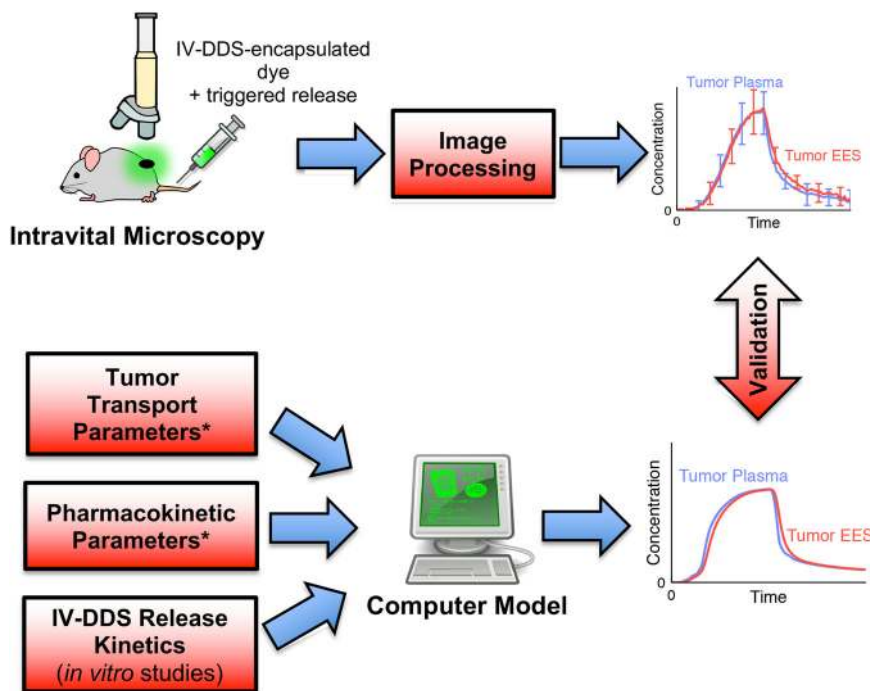 IV-DDS-encapsulated
dye
+ triggered release
Intravital Microscopy
Image
Processing
Concentration
Tumor Plasma
Tumor EES
0
0
Time
Validation
Tumor
Transport
Parameters*
Pharmacokinetic
Parameters*
IV-DDS Release
Kinetics
(in vitro studies)
Computer Model
Concentration
Tumor Plasma
Tumor EES
0
0
Time